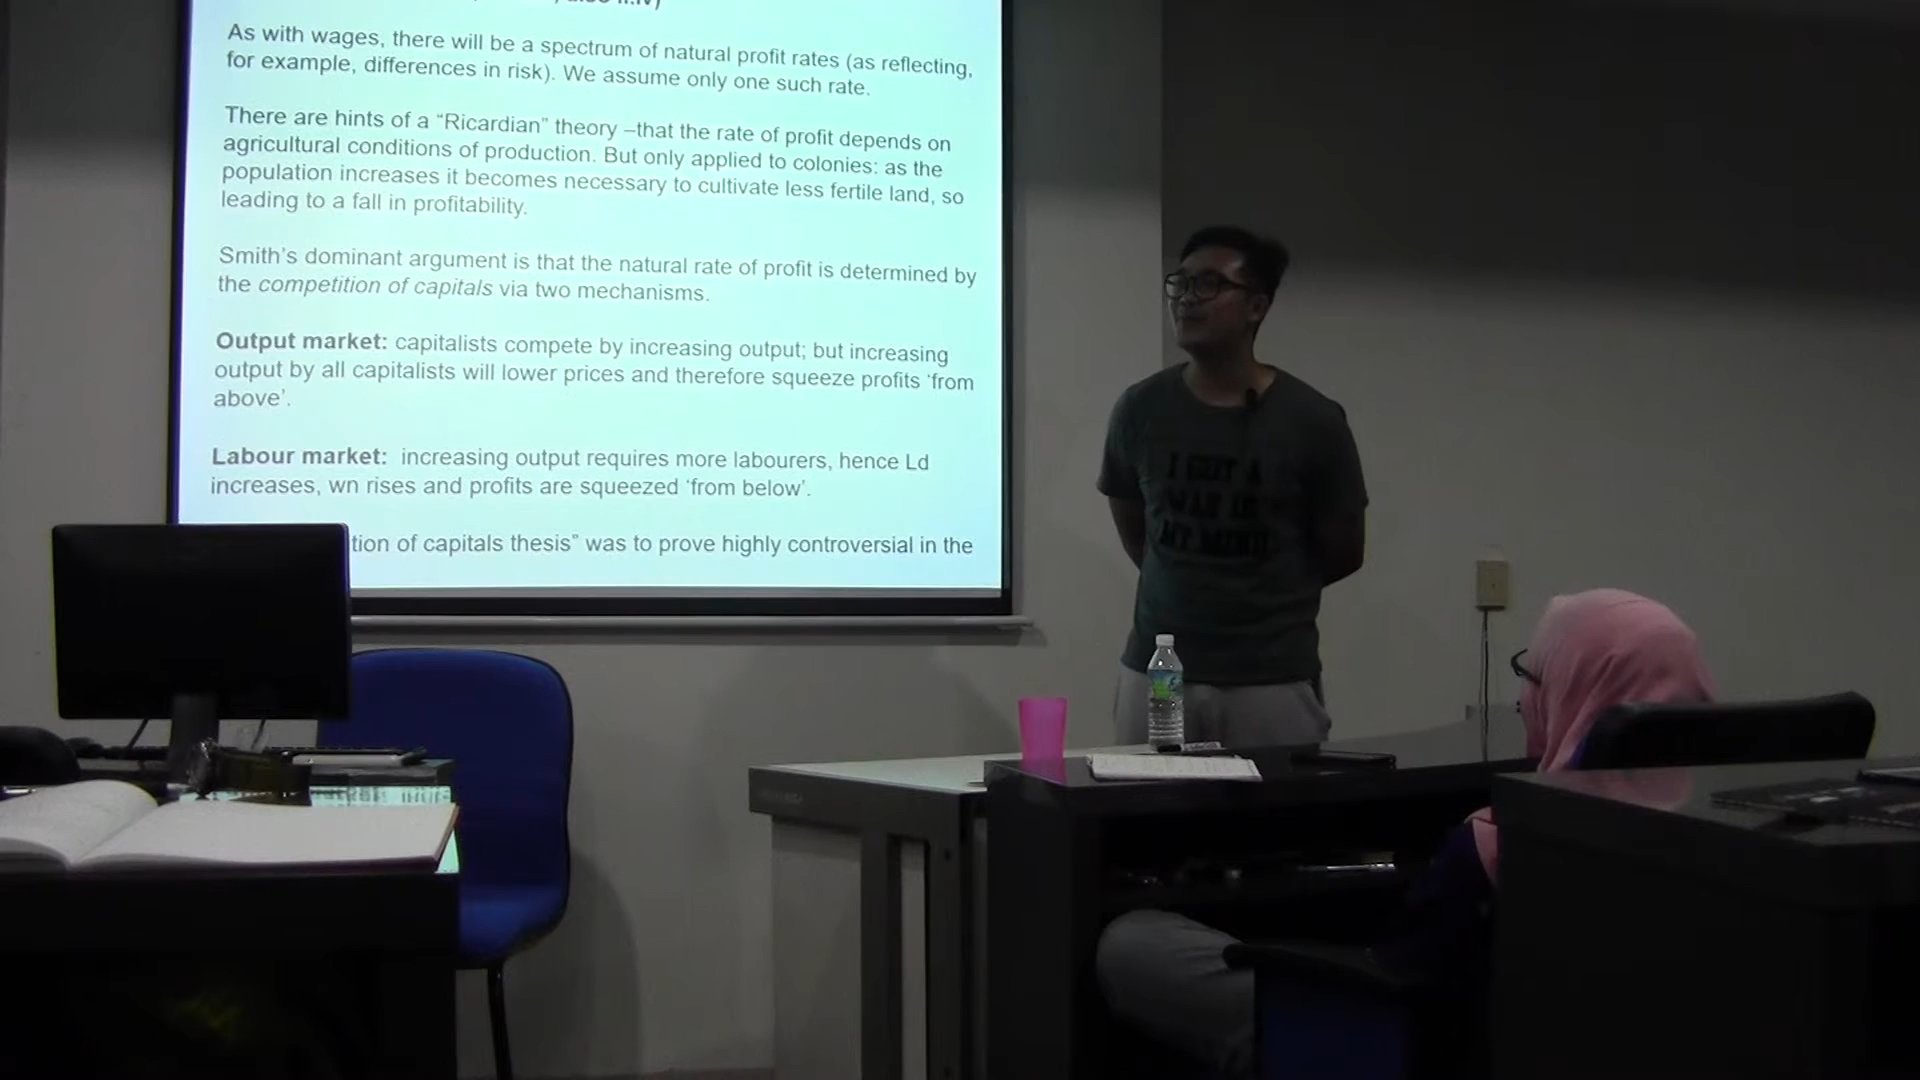 As with wages, there will be a spectrum of natural profit rates (as reflecting,
for example, differences in risk). We assume only one such rate.
There are hints of a “Ricardian” theory –that the rate of profit depends on
agricultural conditions of production. But only applied to colonies: as the
population increases it becomes necessary to cultivate less fertile land, so
leading to a fall in profitability.
Smith’s dominant argument is that the natural rate of profit is determined by
the competition of capitals via two mechanisms.
Output market: capitalists compete by increasing output; but increasing
output by all capitalists will lower prices and therefore squeeze profits ‘from
above’.
Labour market: increasing output requires more labourers, hence Ld
increases, wn rises and profits are squeezed ‘from below’.
tion of capitals thesis” was to prove highly controversial in the
I GOT A
MY MIND